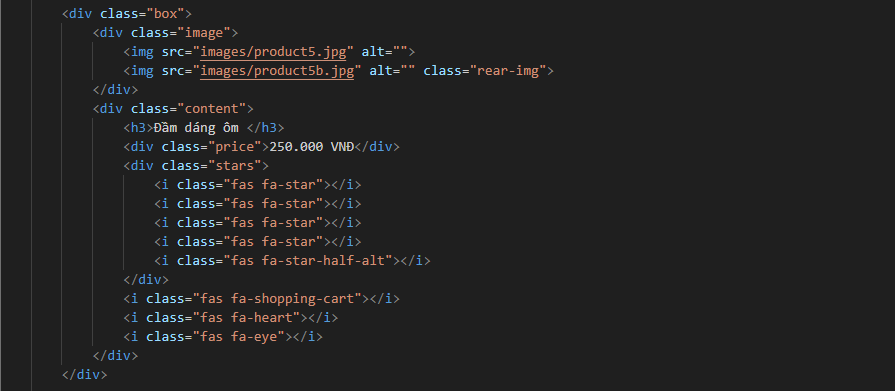 <div class="box">
<div class="image">
<img src="images/product5.jpg" alt="">
<img src="images/product5b.jpg" alt="" class="rear-img">
</div>
<div class="content">
<h3>Đầm dáng ôm </h3>
<div class="price">250.000 VNĐ</div>
<div class="stars">
<i class="fas fa-star"></i>
<i class="fas fa-star"></i>
<i class="fas fa-star"></i>
<i class="fas fa-star"></i>
<i class="fas fa-star-half-alt"></i>
</div>
<i class="fas fa-shopping-cart"></i>
<i class="fas fa-heart"></i>
<i class="fas fa-eye"></i>
</div>
</div>